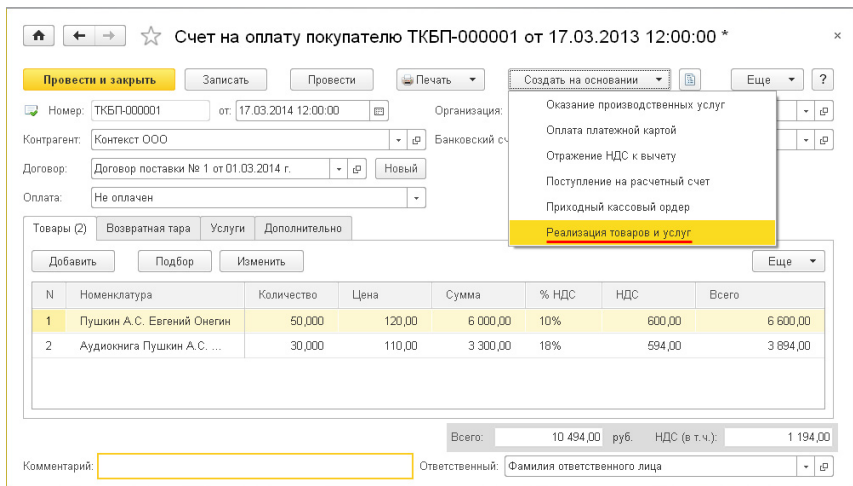 Счет на оплату покупателю ТКБП-000001 от 17.03.2013 12:00:00 *
Провести и закрыть Записать Провести Печать Создать на основании Еще ?
Номер: ТКБП-000001 от: 17.03.2014 12:00:00 Организация:
Контрагент: Контекст ООО Банковский сч
Договор: Договор поставки № 1 от 01.03.2014 г. Новый
Оплата: Не оплачен
Оказание производственных услуг
Оплата платежной картой
Отражение НДС к вычету
Поступление на расчетный счет
Приходный кассовый ордер
Реализация товаров и услуг
Товары (2) Возвратная тара Услуги Дополнительно
Добавить Подбор Изменить Еще
N Номенклатура Количество Цена Сумма % НДС НДС Всего
1 Пушкин А.С. Евгений Онегин 50,000 120,00 6 000,00 10% 600,00 6 600,00
2 Аудиокнига Пушкин А.С. ... 30,000 110,00 3 300,00 18% 594,00 3 894,00
Всего: 10 494,00 руб. НДС (в т.ч.): 1 194,00
Комментарий: Ответственный: Фамилия ответственного лица